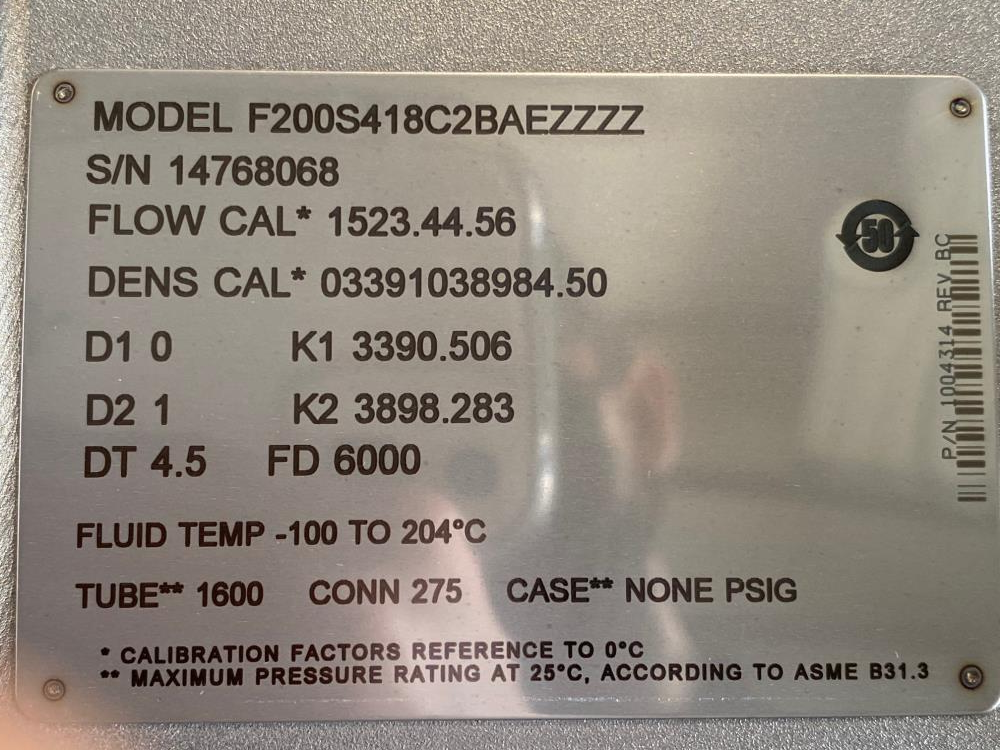 MODEL F200S418C2BAEZZZZ
S/N 14768068
FLOW CAL* 1523.44.56
DENS CAL* 03391038984.50
D1 0 K1 3390.506
D2 1 K2 3898.283
DT 4.5 FD 6000
FLUID TEMP -100 TO 204°C
TUBE** 1600 CONN 275 CASE** NONE PSIG
* CALIBRATION FACTORS REFERENCE TO 0°C
** MAXIMUM PRESSURE RATING AT 25°C, ACCORDING TO ASME B31.3
50
P/N 1004314 REV BC